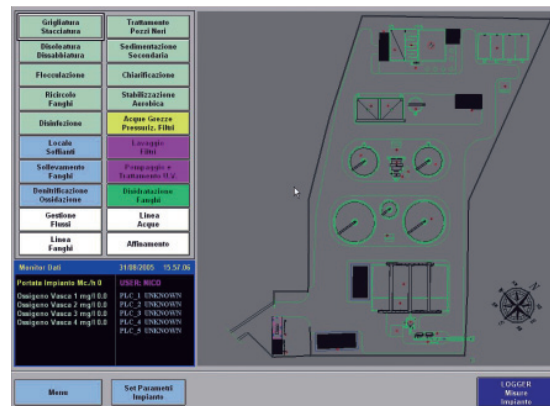 Grigliatura
Stacciatura
Trattamento
Pozzi Neri
Disoleatura
Dissabbiatura
Sedimentazione
Secondaria
Flocculazione
Chiarificazione
Ricircolo
Fanghi
Stabilizzazione
Aerobica
Disinfezione
Acque Grezze
Pressuriz. Filtri
Locale
Soffianti
Lavaggio
Filtri
Sollevamento
Fanghi
Pompaggio e
Trattamento U.V.
Denitrificazione
Ossidazione
Disidratazione
Fanghi
Gestione
Flussi
Linea
Acque
Linea
Fanghi
Affinamento
Monitor Dati
31/08/2005 15.57.06
Portata Impianto Mc./h 0
USER: NICO
Ossigeno Vasca 1 mg/l 0.0
Ossigeno Vasca 2 mg/l 0.0
Ossigeno Vasca 3 mg/l 0.0
Ossigeno Vasca 4 mg/l 0.0
PLC_1 UNKNOWN
PLC_2 UNKNOWN
PLC_3 UNKNOWN
PLC_4 UNKNOWN
PLC_5 UNKNOWN
Menu
Set Parametri
Impianto
LOGGER
Misure
Impianto